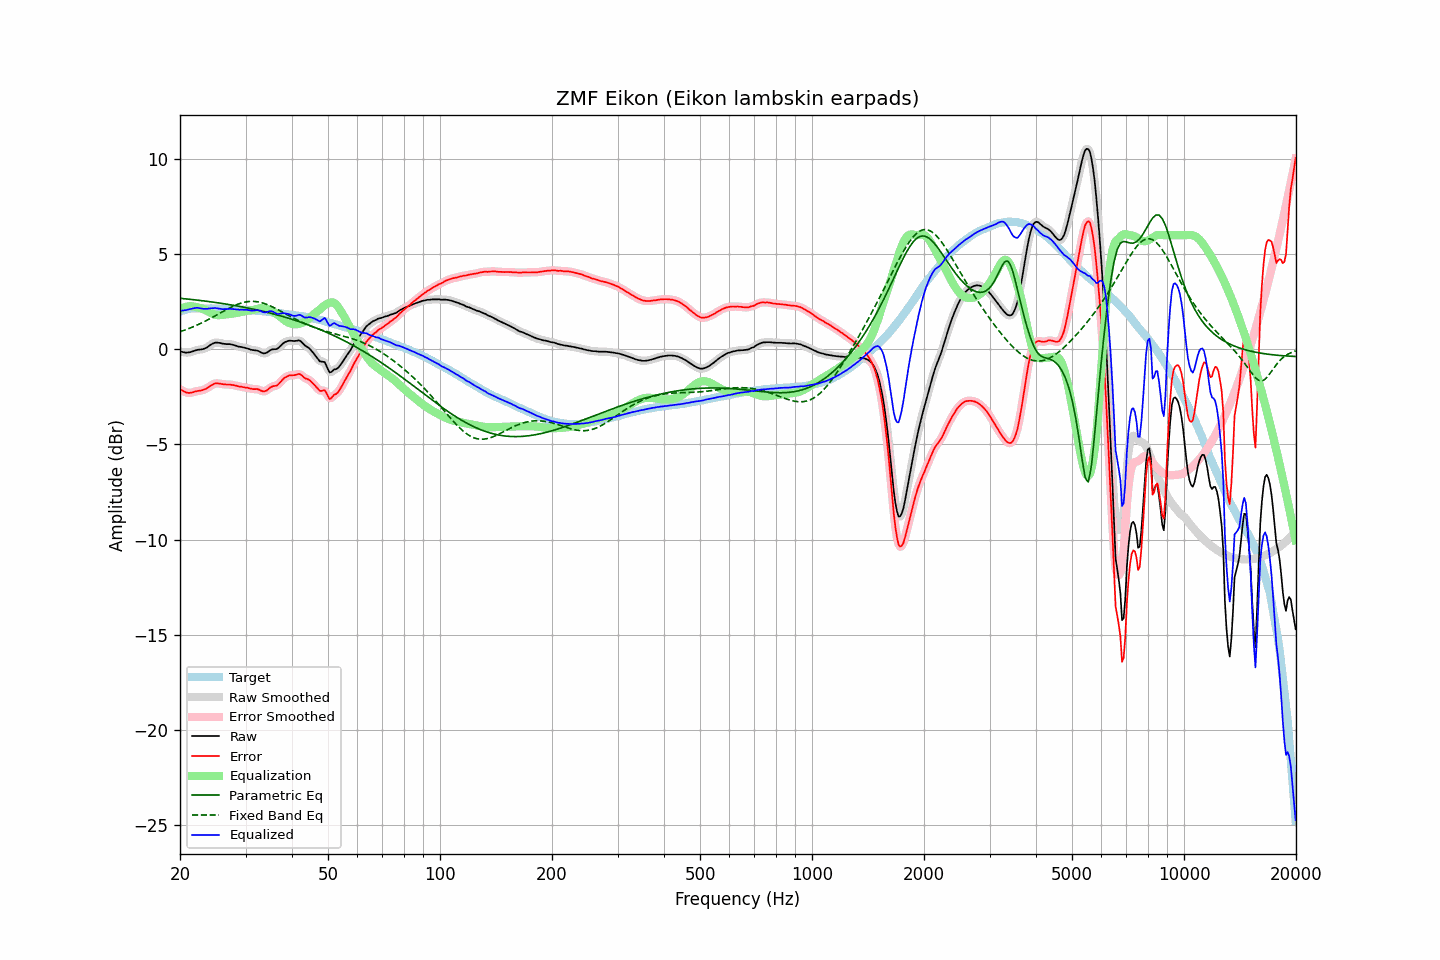 ZMF Eikon (Eikon lambskin earpads)
10
5
0
−5
−10
−15
−20
−25
Amplitude (dBr)
Target
Raw Smoothed
Error Smoothed
Raw
Error
Equalization
Parametric Eq
Fixed Band Eq
Equalized
20 50 100 200 500 1000 2000 5000 10000 20000
Frequency (Hz)